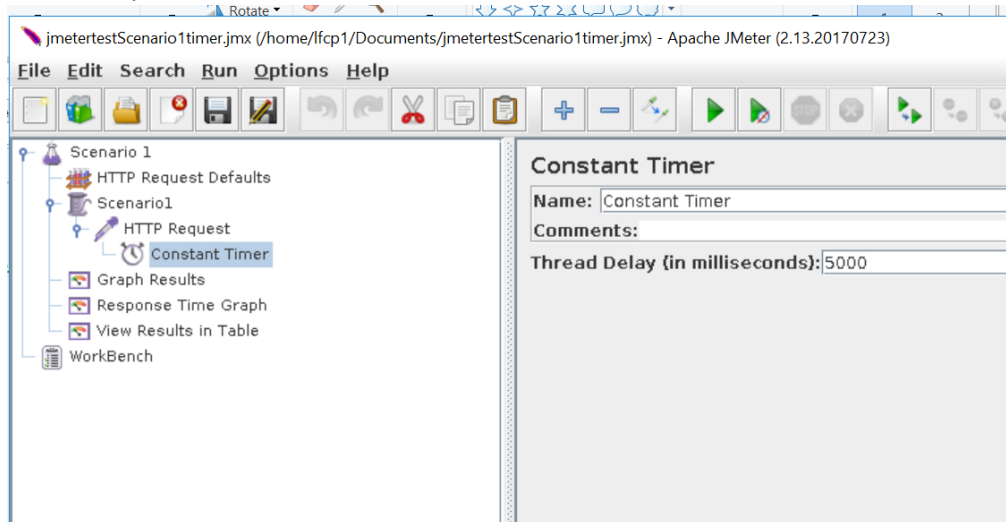 Rotate
jmetertestScenario1timer.jmx (/home/lfcp1/Documents/jmetertestScenario1timer.jmx) - Apache JMeter (2.13.20170723)
File Edit Search Run Options Help
STOP
Scenario 1
HTTP Request Defaults
Scenario1
HTTP Request
Constant Timer
Graph Results
Response Time Graph
View Results in Table
WorkBench
Constant Timer
Name: Constant Timer
Comments:
Thread Delay (in milliseconds): 5000